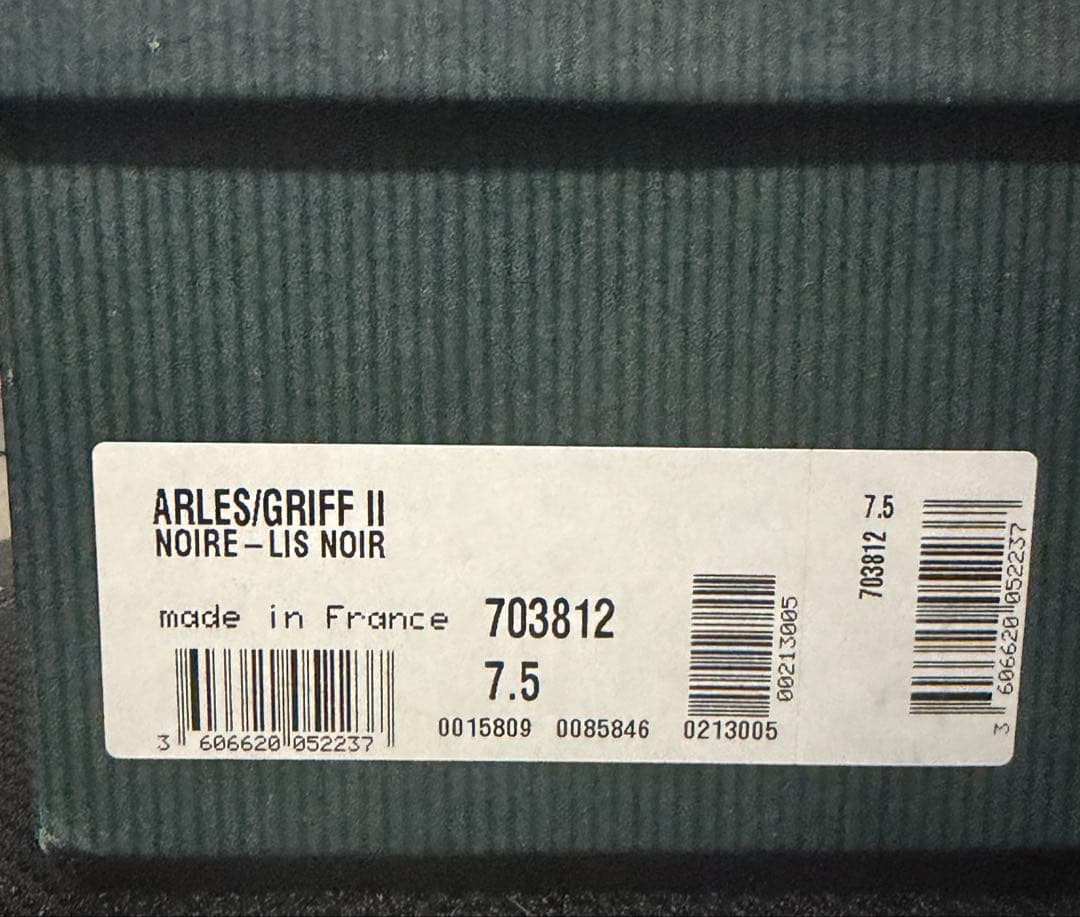 ARLES/GRIFF II
NOIRE-LIS NOIR
made in France 703812
7.5
3 606620 052237
0015809 0085846 0213005
00213005
7.5
703812
3 606620 052237